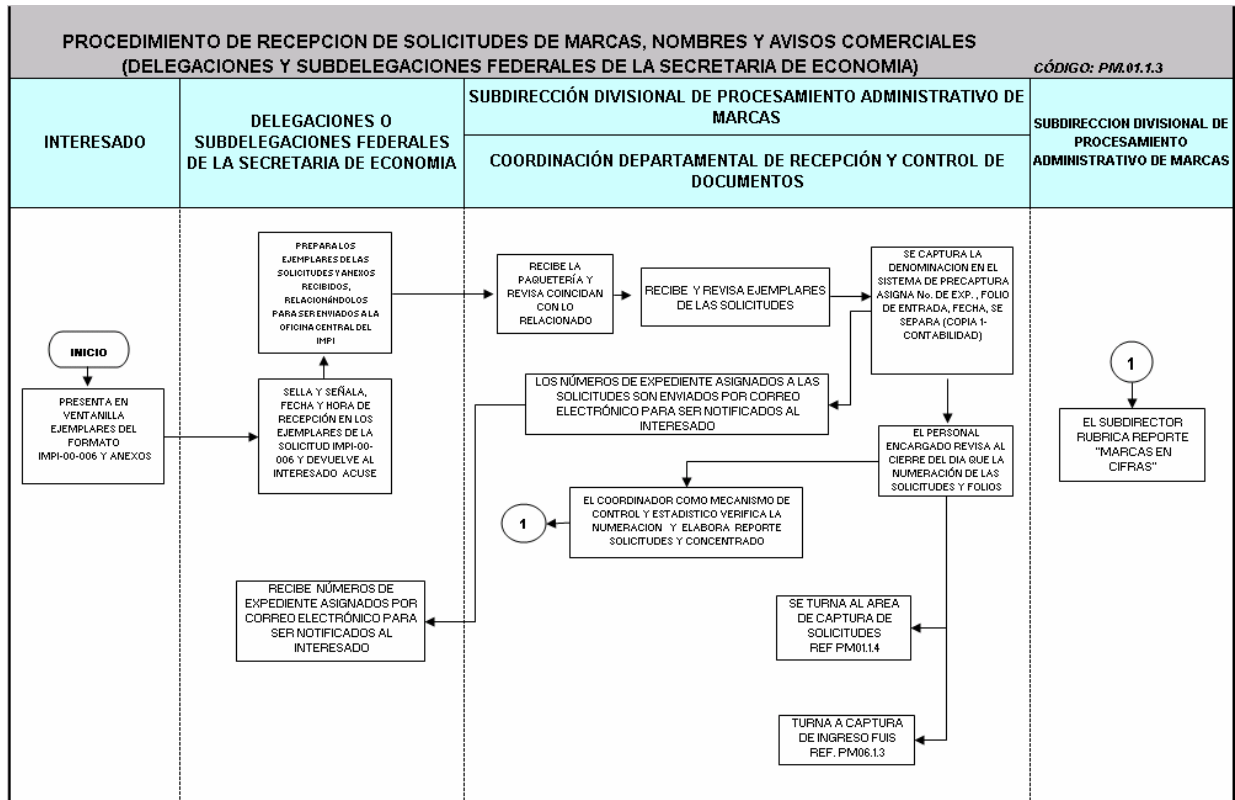 PROCEDIMIENTO DE RECEPCION DE SOLICITUDES DE MARCAS, NOMBRES Y AVISOS COMERCIALES
(DELEGACIONES Y SUBDELEGACIONES FEDERALES DE LA SECRETARIA DE ECONOMIA)
CÓDIGO: PM.01.1.3
INTERESADO
DELEGACIONES O
SUBDELEGACIONES FEDERALES
DE LA SECRETARIA DE ECONOMIA
SUBDIRECCIÓN DIVISIONAL DE PROCESAMIENTO ADMINISTRATIVO DE
MARCAS
COORDINACIÓN DEPARTAMENTAL DE RECEPCIÓN Y CONTROL DE
DOCUMENTOS
SUBDIRECCION DIVISIONAL DE
PROCESAMIENTO
ADMINISTRATIVO DE MARCAS
INICIO
PRESENTA EN
VENTANILLA
EJEMPLARES DEL
FORMATO
IMPI-00-006 Y ANEXOS
PREPARA LOS
EJEMPLARES DE LAS
SOLICITUDES Y ANEXOS
RECIBIDOS,
RELACIONÁNDOLOS
PARA SER ENVIADOS A LA
OFICINA CENTRAL DEL
IMPI
SELLA Y SEÑALA,
FECHA Y HORA DE
RECEPCIÓN EN LOS
EJEMPLARES DE LA
SOLICITUD IMPI-00-
006 Y DEVUELVE AL
INTERESADO ACUSE
RECIBE NÚMEROS DE
EXPEDIENTE ASIGNADOS POR
CORREO ELECTRÓNICO PARA
SER NOTIFICADOS AL
INTERESADO
RECIBE LA
PAQUETERÍA Y
REVISA COINCIDAN
CON LO
RELACIONADO
RECIBE Y REVISA EJEMPLARES
DE LAS SOLICITUDES
SE CAPTURA LA
DENOMINACION EN EL
SISTEMA DE PRECAPTURA
ASIGNA No. DE EXP. , FOLIO
DE ENTRADA, FECHA, SE
SEPARA (COPIA 1-
CONTABILIDAD)
LOS NÚMEROS DE EXPEDIENTE ASIGNADOS A LAS
SOLICITUDES SON ENVIADOS POR CORREO
ELECTRÓNICO PARA SER NOTIFICADOS AL
INTERESADO
EL PERSONAL
ENCARGADO REVISA AL
CIERRE DEL DIA QUE LA
NUMERACIÓN DE LAS
SOLICITUDES Y FOLIOS
EL COORDINADOR COMO MECANISMO DE
CONTROL Y ESTADISTICO VERIFICA LA
NUMERACION Y ELABORA REPORTE
SOLICITUDES Y CONCENTRADO
1
SE TURNA AL AREA
DE CAPTURA DE
SOLICITUDES
REF PM01.1.4
TURNA A CAPTURA
DE INGRESO FUIS
REF. PM06.1.3
1
EL SUBDIRECTOR
RUBRICA REPORTE
"MARCAS EN
CIFRAS"